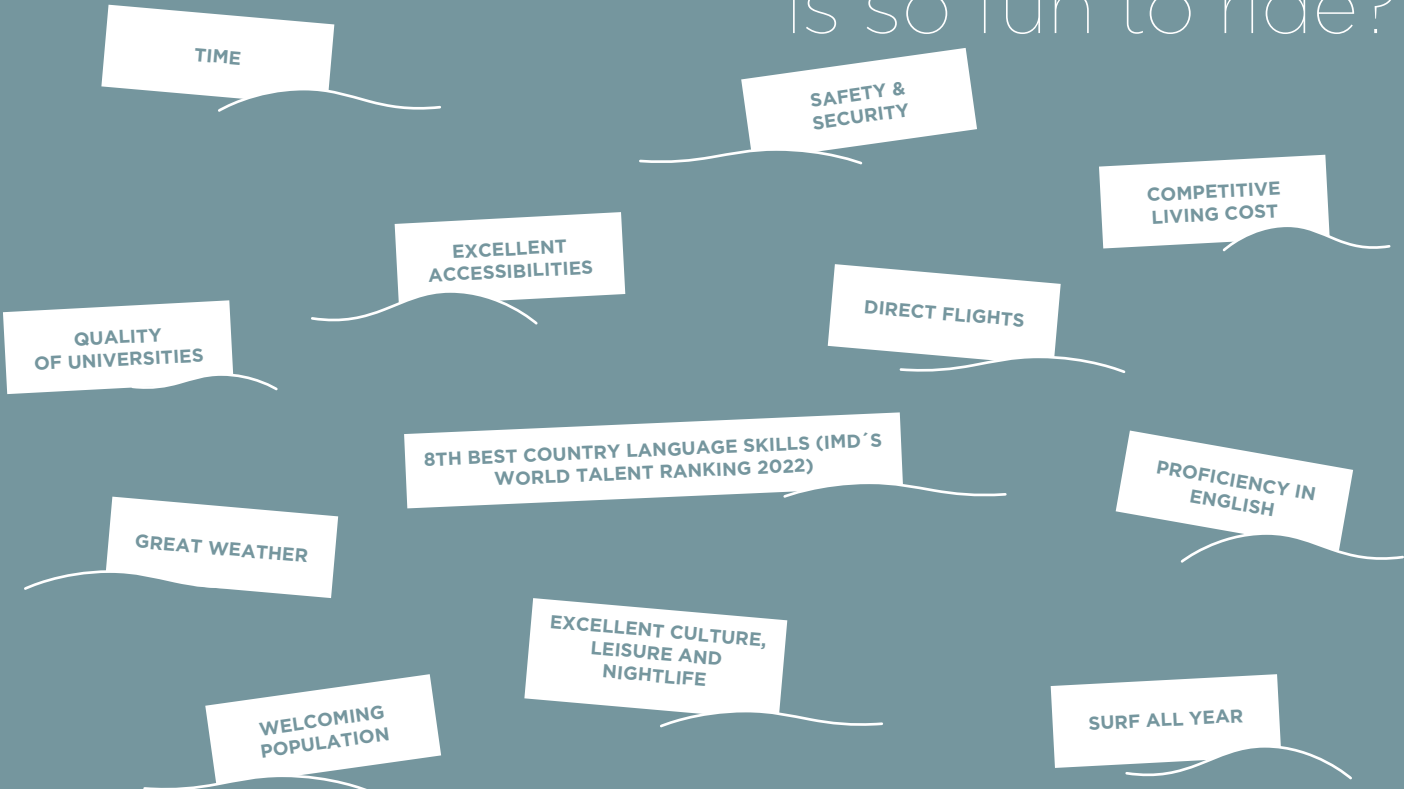 is so fun to ride?
TIME
SAFETY &
SECURITY
COMPETITIVE
LIVING COST
EXCELLENT
ACCESSIBILITIES
DIRECT FLIGHTS
QUALITY
OF UNIVERSITIES
8TH BEST COUNTRY LANGUAGE SKILLS (IMD´S
WORLD TALENT RANKING 2022)
PROFICIENCY IN
ENGLISH
GREAT WEATHER
EXCELLENT CULTURE,
LEISURE AND
NIGHTLIFE
WELCOMING
POPULATION
SURF ALL YEAR